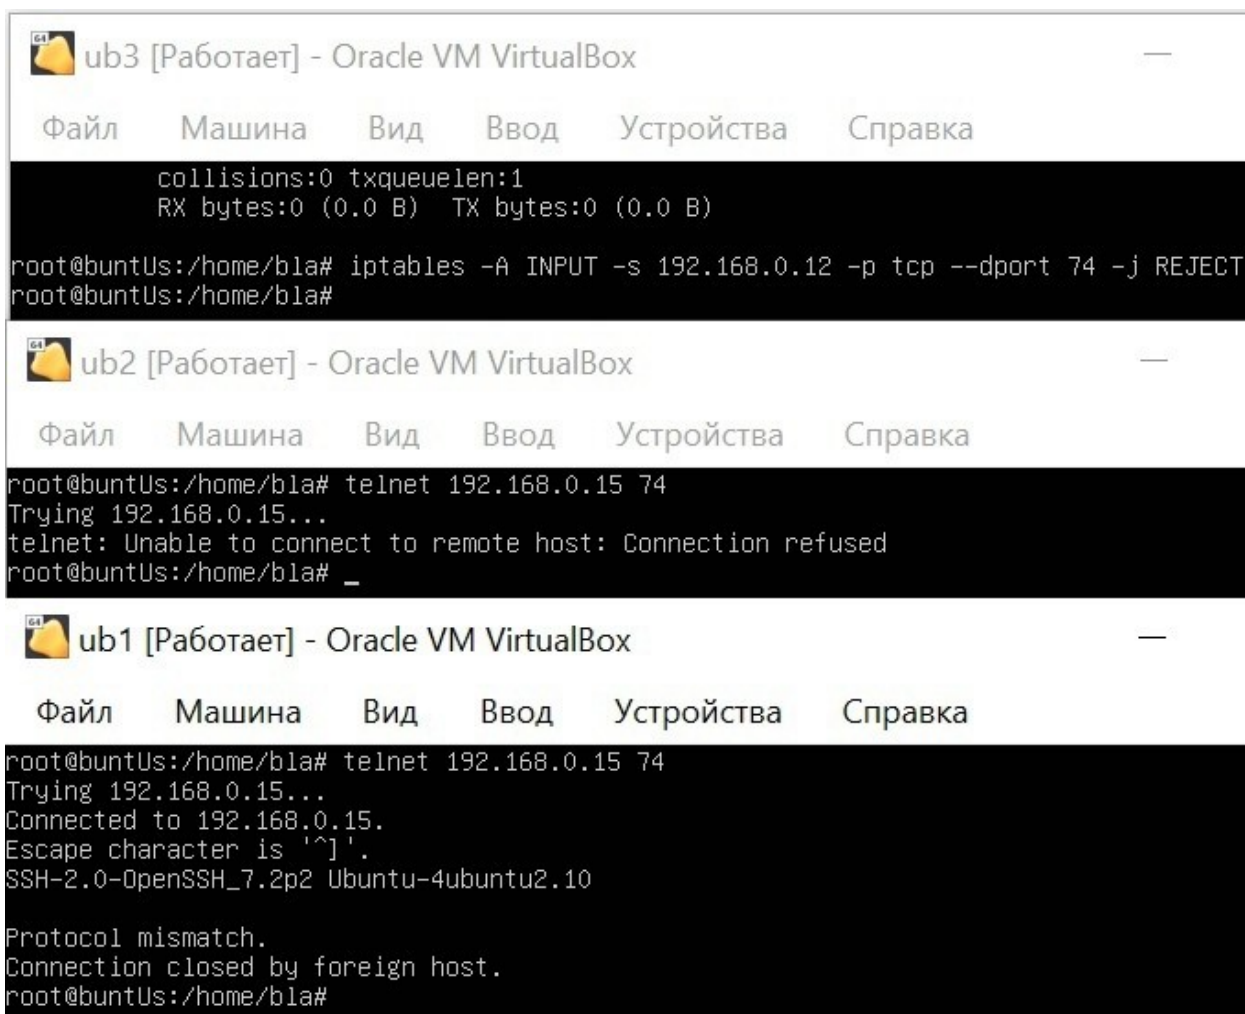 64
ub3 [Работает] - Oracle VM VirtualBox
Файл Машина Вид Ввод Устройства Справка
collisions:0 txqueuelen:1
RX bytes:0 (0.0 B) TX bytes:0 (0.0 B)
root@buntUs:/home/bla# iptables -A INPUT -s 192.168.0.12 -p tcp --dport 74 -j REJECT
root@buntUs:/home/bla#
64
ub2 [Работает] - Oracle VM VirtualBox
Файл Машина Вид Ввод Устройства Справка
root@buntUs:/home/bla# telnet 192.168.0.15 74
Trying 192.168.0.15...
telnet: Unable to connect to remote host: Connection refused
root@buntUs:/home/bla# _
64
ub1 [Работает] - Oracle VM VirtualBox
Файл Машина Вид Ввод Устройства Справка
root@buntUs:/home/bla# telnet 192.168.0.15 74
Trying 192.168.0.15...
Connected to 192.168.0.15.
Escape character is '^]'.
SSH-2.0-OpenSSH_7.2p2 Ubuntu-4ubuntu2.10
Protocol mismatch.
Connection closed by foreign host.
root@buntUs:/home/bla#